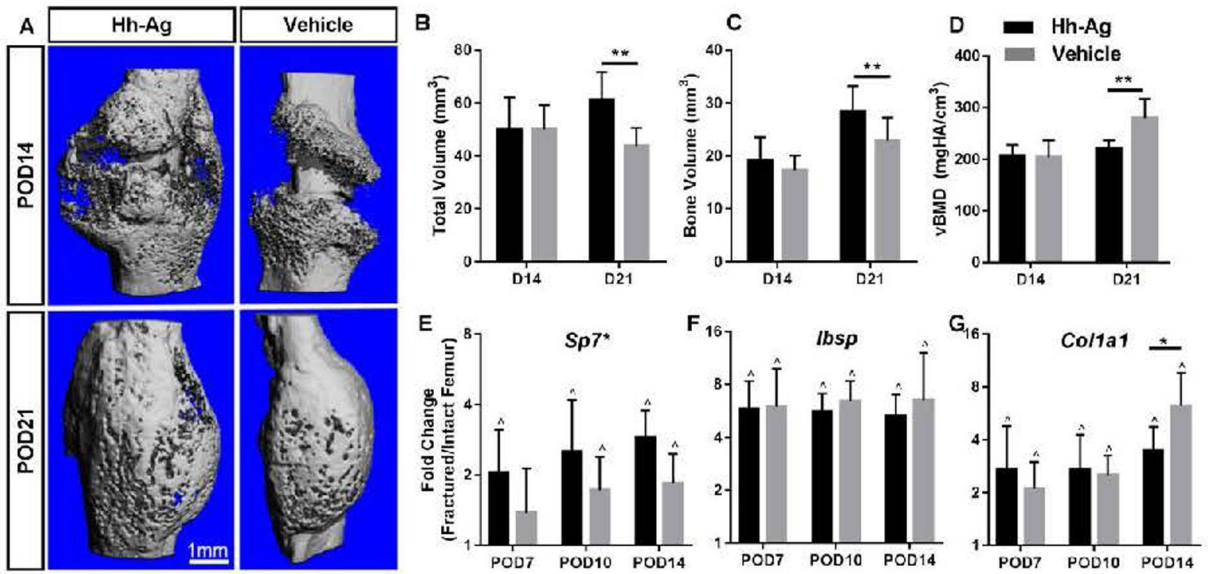 A
Hh-Ag
Vehicle
POD14
POD21
1mm
B
Total Volume (mm³)
80
60
40
20
0
**
D14
D21
C
Bone Volume (mm³)
40
30
20
10
0
**
D14
D21
D
Hh-Ag
Vehicle
vBMD (mgHA/cm³)
400
300
200
100
0
**
D14
D21
E
Sp7*
Fold Change
(Fractured/Intact Femur)
8
4
2
1
^ ^ ^ ^ ^
POD7 POD10 POD14
F
Ibsp
16
8
4
2
1
^ ^ ^ ^ ^ ^
POD7 POD10 POD14
G
Col1a1
16
8
4
2
1
*
^ ^ ^ ^ ^ ^
POD7 POD10 POD14